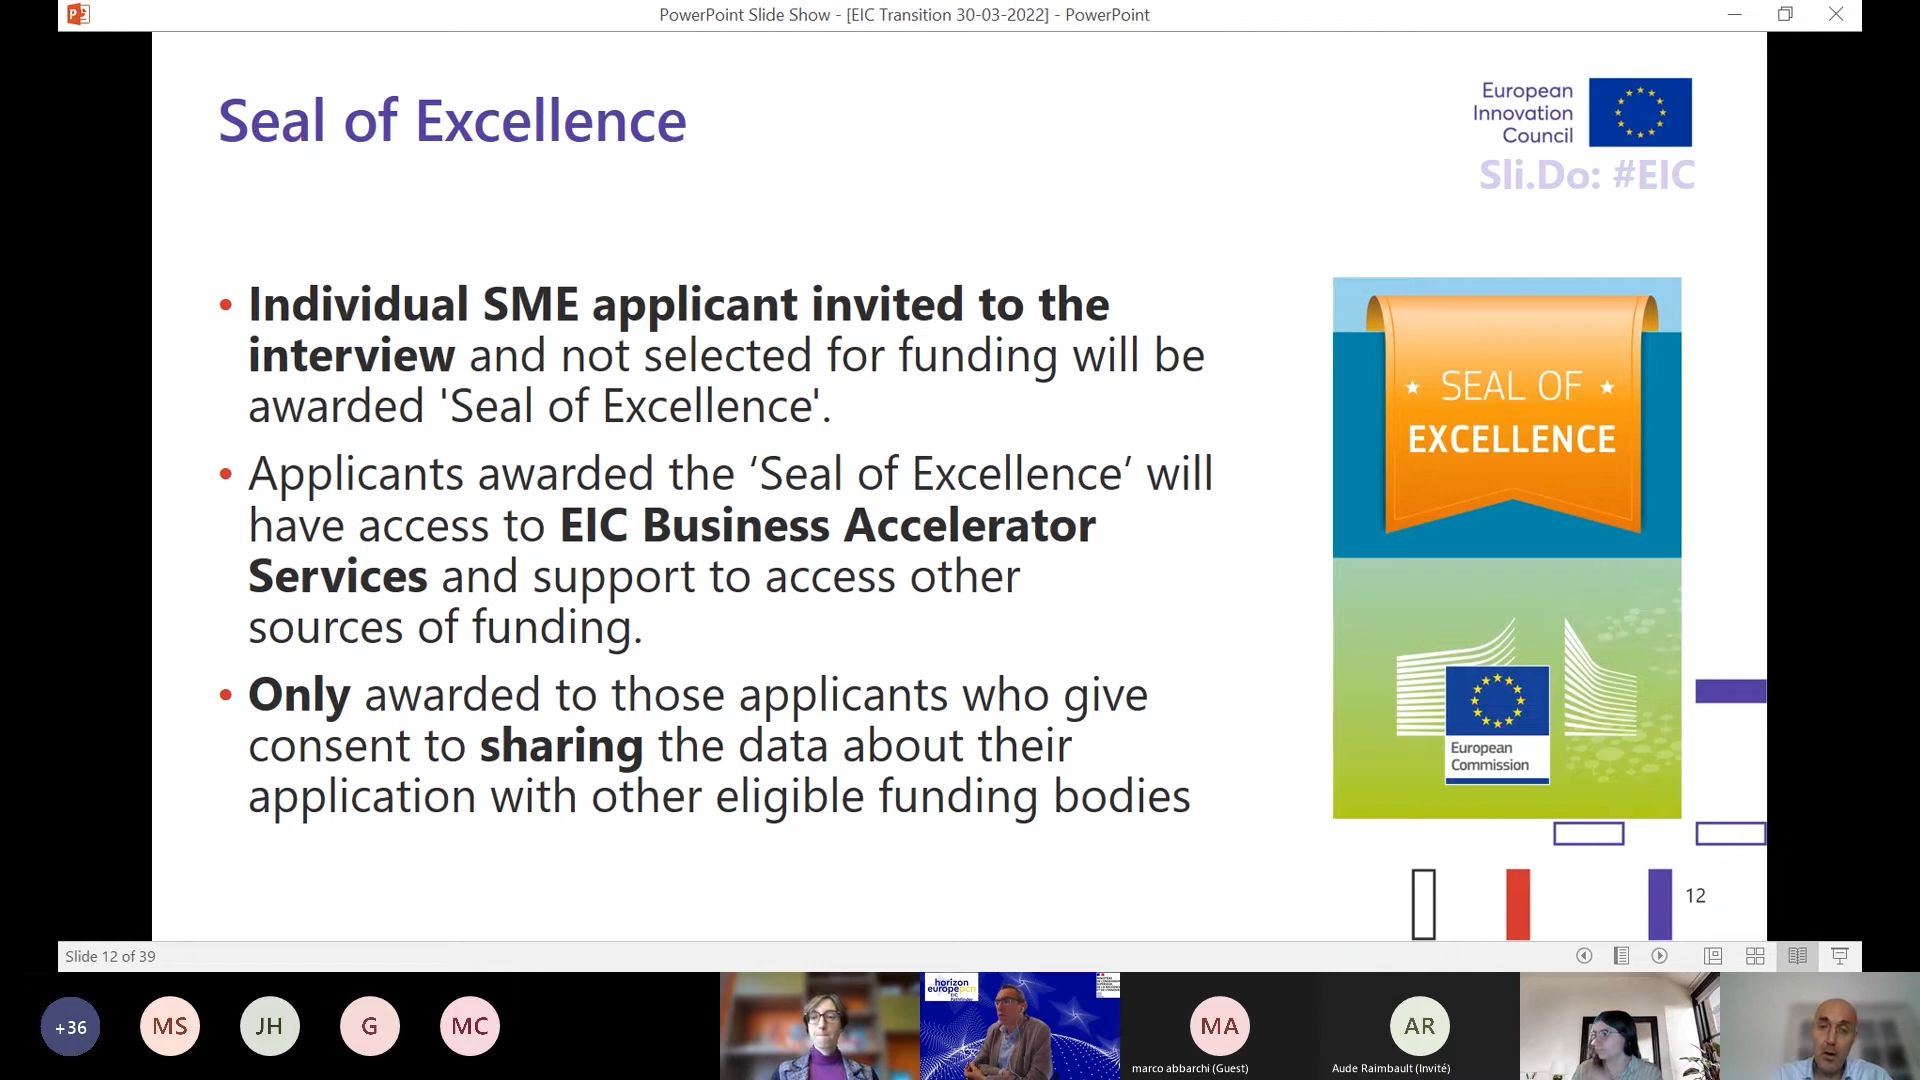 PowerPoint Slide Show - [EIC Transition 30-03-2022] - PowerPoint
Seal of Excellence
European
Innovation
Council
Sli.Do: #EIC
• Individual SME applicant invited to the
interview and not selected for funding will be
awarded 'Seal of Excellence'.
• Applicants awarded the ‘Seal of Excellence’ will
have access to EIC Business Accelerator
Services and support to access other
sources of funding.
• Only awarded to those applicants who give
consent to sharing the data about their
application with other eligible funding bodies
SEAL OF
EXCELLENCE
European
Commission
12
Slide 12 of 39
+36
MS
JH
G
MC
horizon
europe pcn
EIC
Pathfinder
MA
marco abbarchi (Guest)
AR
Aude Raimbault (Invité)